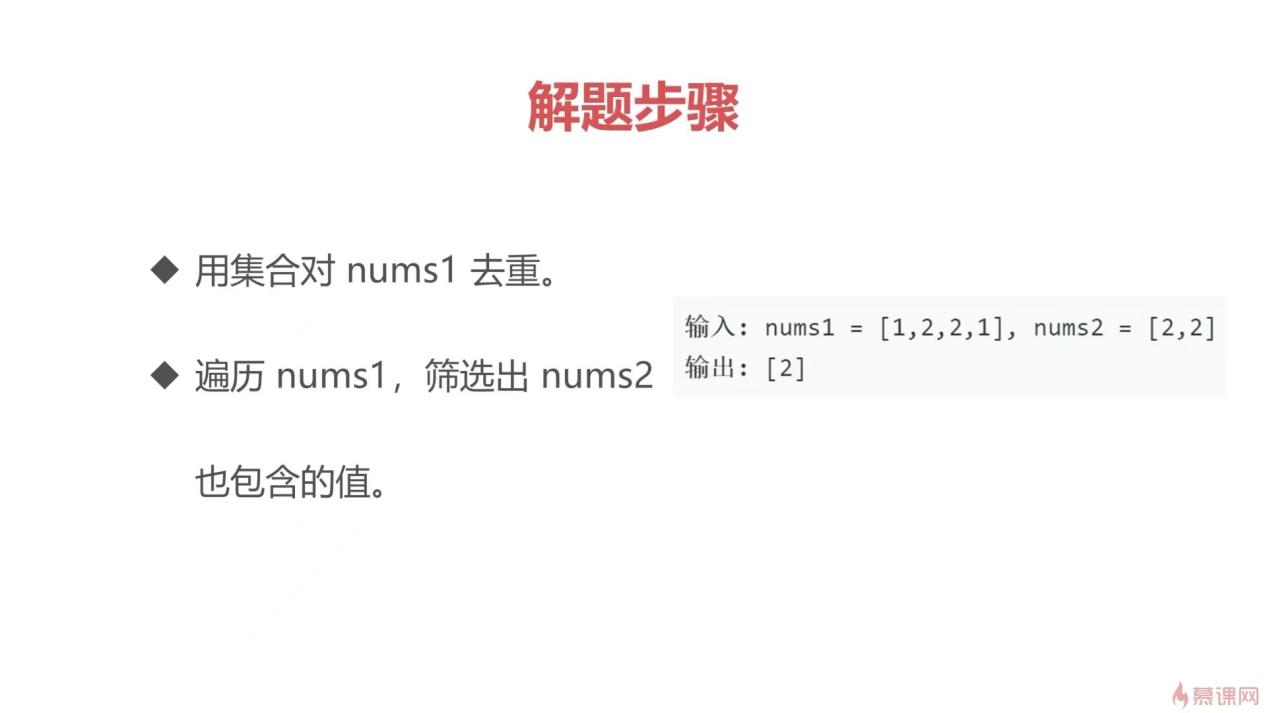 解题步骤
◆ 用集合对 nums1 去重。
◆ 遍历 nums1，筛选出 nums2
也包含的值。
输入: nums1 = [1,2,2,1], nums2 = [2,2]
输出: [2]
慕课网